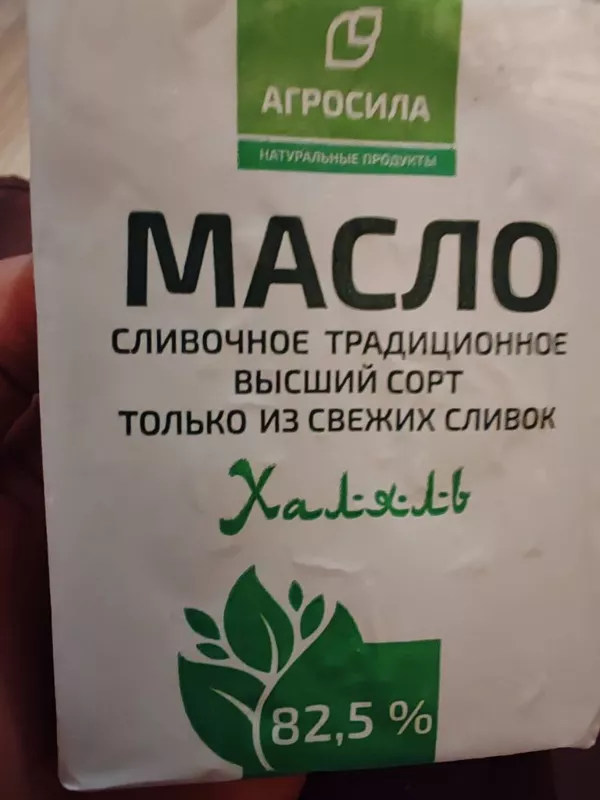 АГРОСИЛА
НАТУРАЛЬНЫЕ ПРОДУКТЫ
МАСЛО
СЛИВОЧНОЕ ТРАДИЦИОННОЕ
ВЫСШИЙ СОРТ
ТОЛЬКО ИЗ СВЕЖИХ СЛИВОК
Халяль
82,5 %